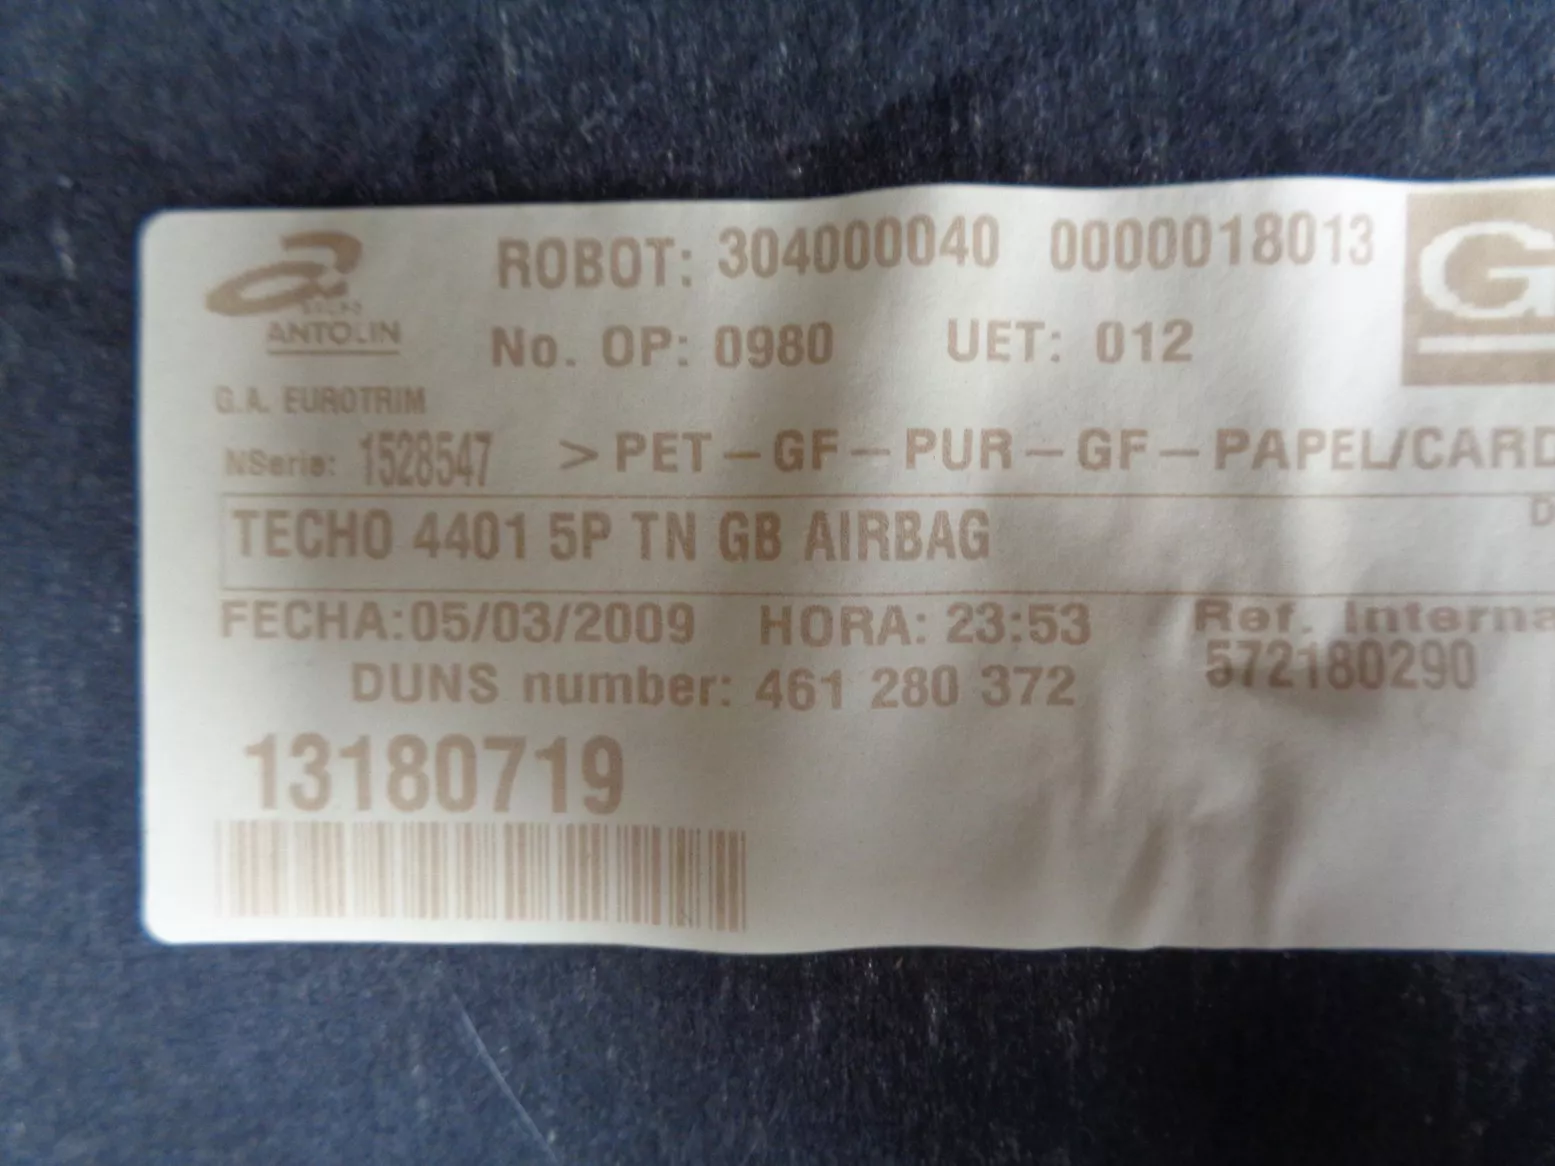 ROBOT: 304000040 0000018013
GRUPO
ANTOLIN
No. OP: 0980 UET: 012
G.A. EUROTRIM
NSerie: 1528547 >PET-GF-PUR-GF-PAPEL/CARD
TECHO 4401 5P TN GB AIRBAG
FECHA:05/03/2009 HORA: 23:53 Ref. Interna
DUNS number: 461 280 372 572180290
13180719